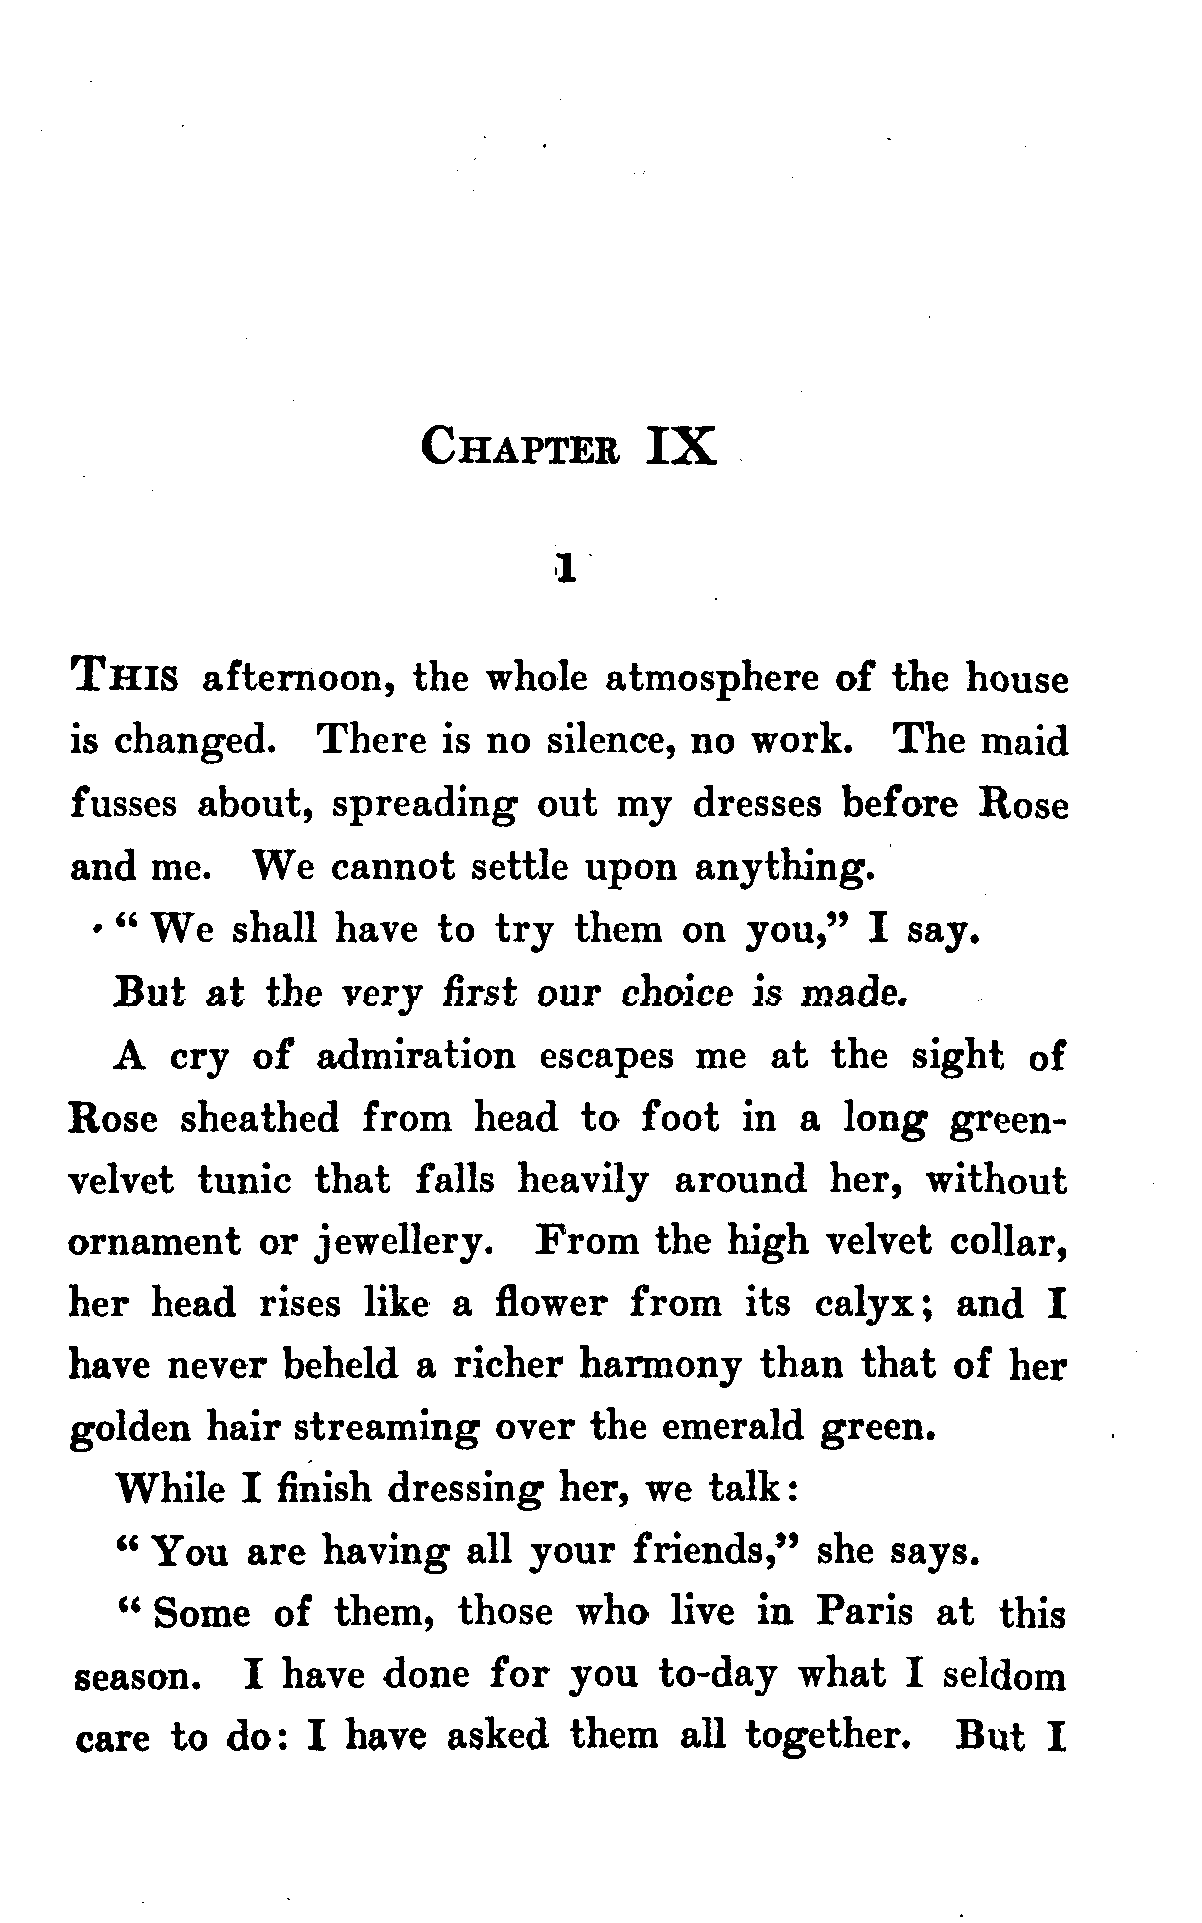 CHAPTER IX
1
THIS afternoon, the whole atmosphere of the house
is changed. There is no silence, no work. The maid
fusses about, spreading out my dresses before Rose
and me. We cannot settle upon anything.
“ We shall have to try them on you,” I say.
But at the very first our choice is made.
A cry of admiration escapes me at the sight of
Rose sheathed from head to foot in a long green-
velvet tunic that falls heavily around her, without
ornament or jewellery. From the high velvet collar,
her head rises like a flower from its calyx; and I
have never beheld a richer harmony than that of her
golden hair streaming over the emerald green.
While I finish dressing her, we talk:
“ You are having all your friends,” she says.
“ Some of them, those who live in Paris at this
season. I have done for you to-day what I seldom
care to do: I have asked them all together. But I